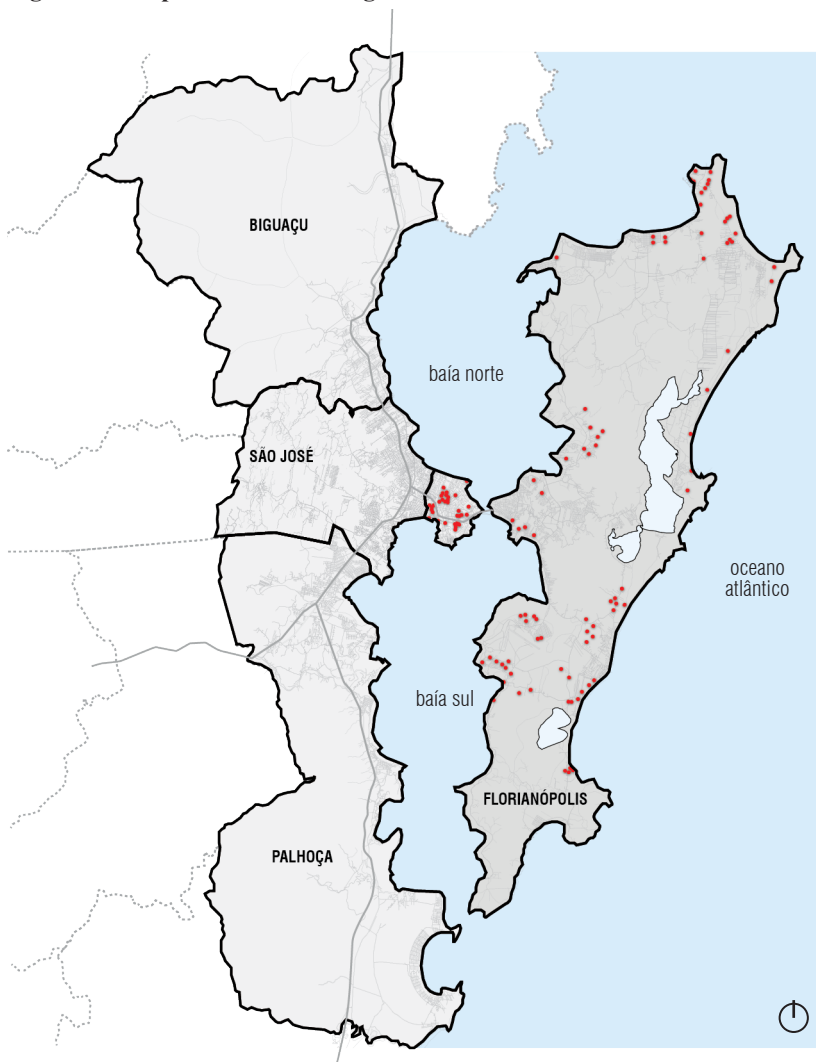 BIGUAÇU
baía norte
SÃO JOSÉ
oceano
atlântico
baía sul
FLORIANÓPOLIS
PALHOÇA